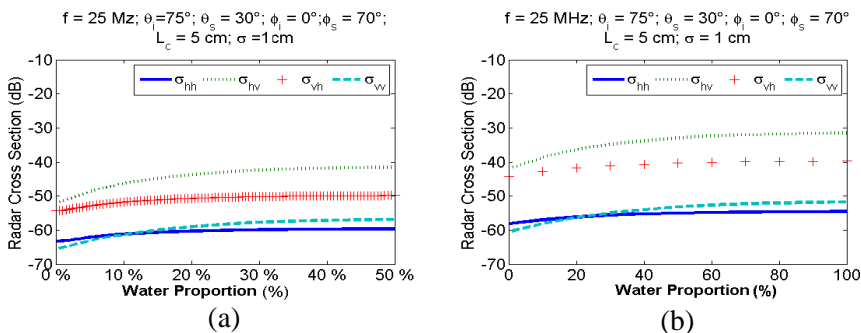 f = 25 Mz; θi=75°; θs = 30°; ϕi = 0°;ϕs = 70°;
Lc = 5 cm; σ =1cm
σhh σhv σvh σvv
Radar Cross Section (dB)
-10
-20
-30
-40
-50
-60
-70
0 % 10 % 20 % 30 % 40 % 50 %
Water Proportion (%)
(a)
f = 25 MHz; θi = 75°; θs = 30°; ϕi = 0°; ϕs = 70°
Lc = 5 cm; σ = 1 cm
σhh σhv σvh σvv
Radar Cross Section (dB)
-10
-20
-30
-40
-50
-60
-70
0 20 40 60 80 100
Water Proportion (%)
(b)